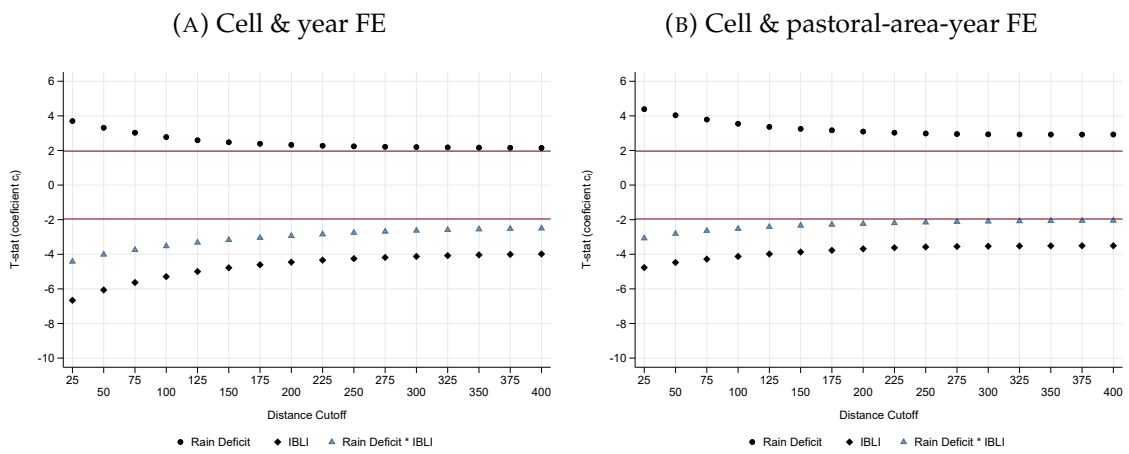 (A) Cell & year FE
6
4
2
0
-2
-4
-6
-8
-10
T-stat (coeficient cᵢ)
25 75 125 175 225 275 325 375
50 100 150 200 250 300 350 400
Distance Cutoff
Rain Deficit IBLI Rain Deficit * IBLI
(B) Cell & pastoral-area-year FE
6
4
2
0
-2
-4
-6
-8
-10
T-stat (coeficient cᵢ)
25 75 125 175 225 275 325 375
50 100 150 200 250 300 350 400
Distance Cutoff
Rain Deficit IBLI Rain Deficit * IBLI